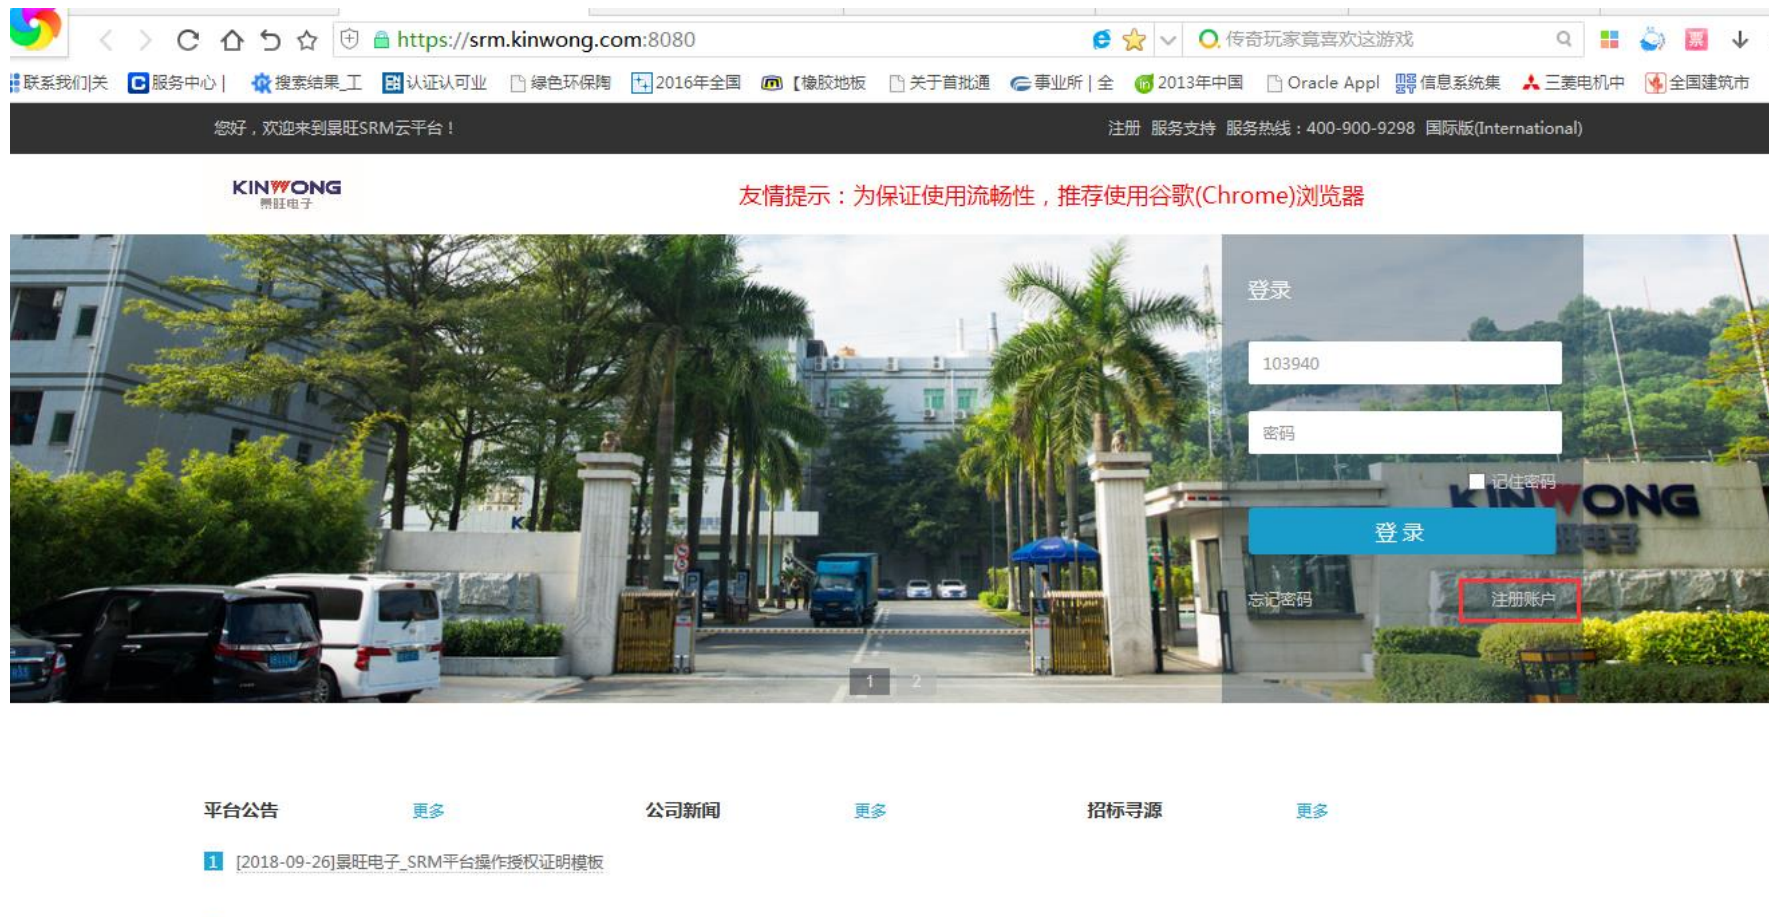 https://srm.kinwong.com:8080
传奇玩家竟喜欢这游戏
票
联系我们|关 服务中心 | 搜索结果_工 认证认可业 绿色环保陶 2016年全国 【橡胶地板 关于首批通 事业所 | 全 2013年中国 Oracle Appl 信息系统集 三菱电机中 全国建筑市
您好，欢迎来到景旺SRM云平台！
注册 服务支持 服务热线：400-900-9298 国际版(International)
KINWONG
景旺电子
友情提示：为保证使用流畅性，推荐使用谷歌(Chrome)浏览器
登录
103940
密码
记住密码
KINWONG
登 录
忘记密码
注册账户
1 2
平台公告 更多
公司新闻 更多
招标寻源 更多
1 [2018-09-26]景旺电子_SRM平台操作授权证明模板